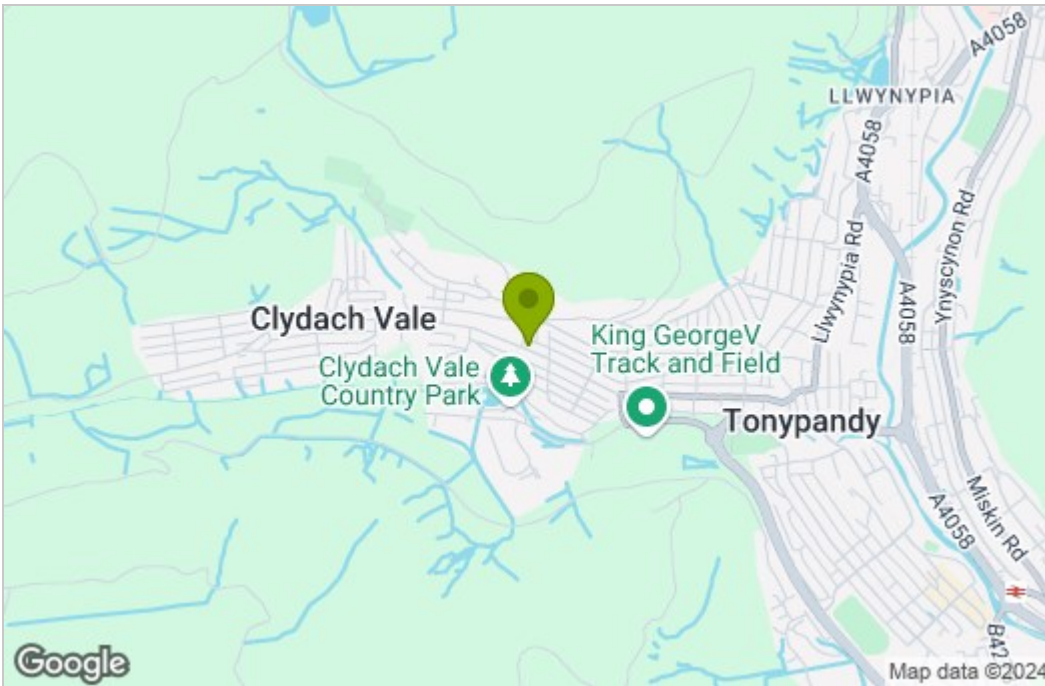 A4058
LLWYNYPIA
A4058
Ynyscynon Rd
Llwynypia Rd
A4058
Clydach Vale
King GeorgeV
Track and Field
Clydach Vale
Country Park
Tonypandy
Miskin Rd
A4058
B42
Google
Map data ©2024